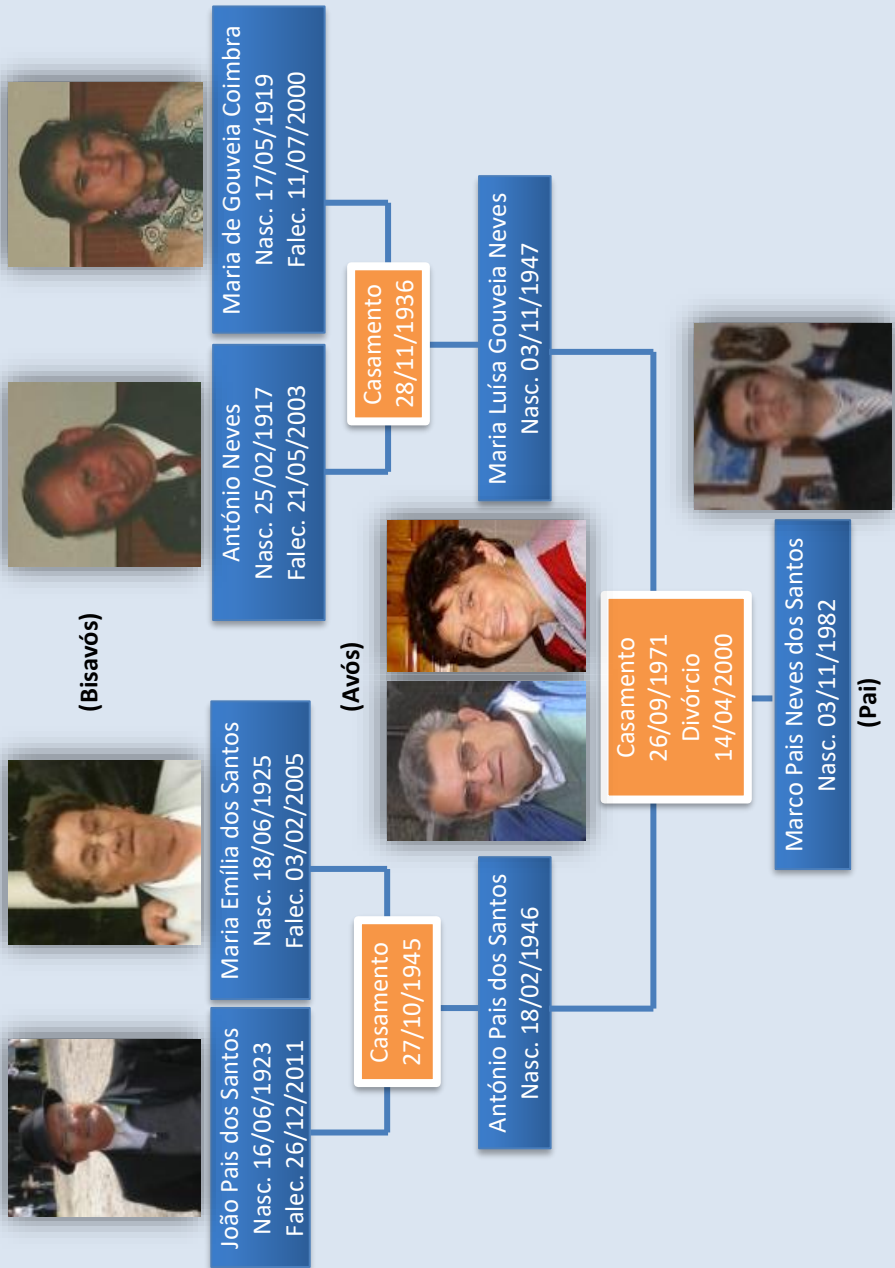 João Pais dos Santos
Nasc. 16/06/1923
Falec. 26/12/2011
Maria Emília dos Santos
Nasc. 18/06/1925
Falec. 03/02/2005
(Bisavós)
António Neves
Nasc. 25/02/1917
Falec. 21/05/2003
Maria de Gouveia Coimbra
Nasc. 17/05/1919
Falec. 11/07/2000
Casamento
27/10/1945
(Avós)
Casamento
28/11/1936
António Pais dos Santos
Nasc. 18/02/1946
Maria Luísa Gouveia Neves
Nasc. 03/11/1947
Casamento
26/09/1971
Divórcio
14/04/2000
Marco Pais Neves dos Santos
Nasc. 03/11/1982
(Pai)